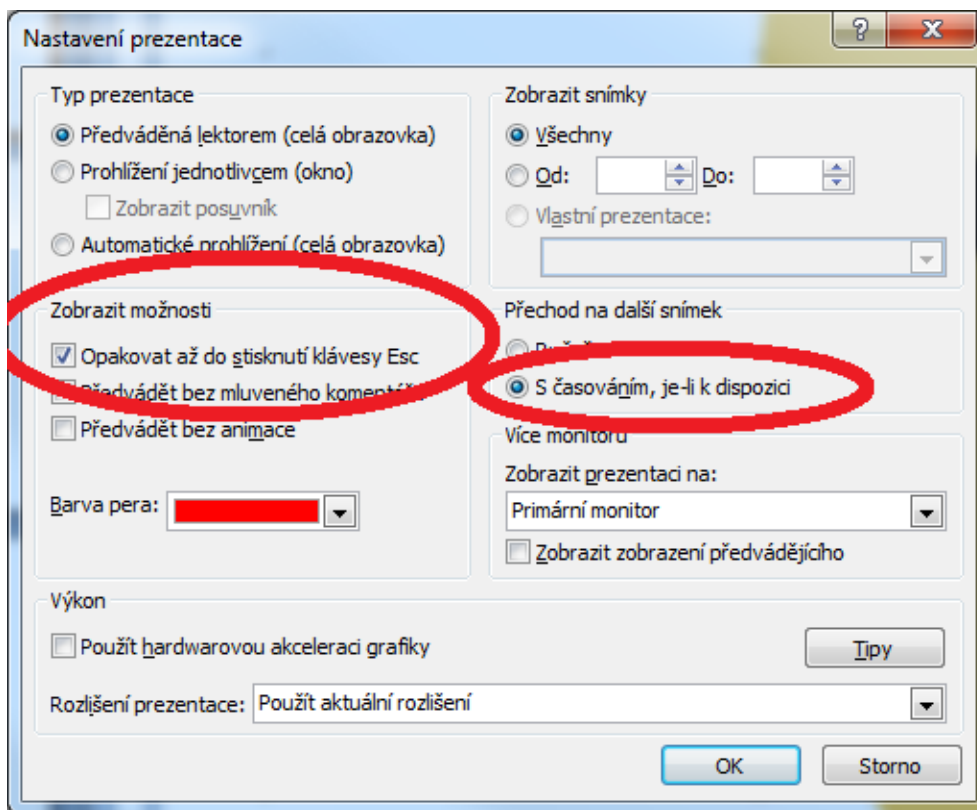 Nastavení prezentace
Typ prezentace
Předváděná lektorem (celá obrazovka)
Prohlížení jednotlivcem (okno)
Zobrazit posuvník
Automatické prohlížení (celá obrazovka)
Zobrazit snímky
Všechny
Od: Do:
Vlastní prezentace:
Zobrazit možnosti
Opakovat až do stisknutí klávesy Esc
Předvádět bez mluveného komentáře
Předvádět bez animace
Barva pera:
Přechod na další snímek
S časováním, je-li k dispozici
Více monitorů
Zobrazit prezentaci na:
Primární monitor
Zobrazit zobrazení předvádějícího
Výkon
Použít hardwarovou akceleraci grafiky
Tipy
Rozlišení prezentace: Použít aktuální rozlišení
OK Storno